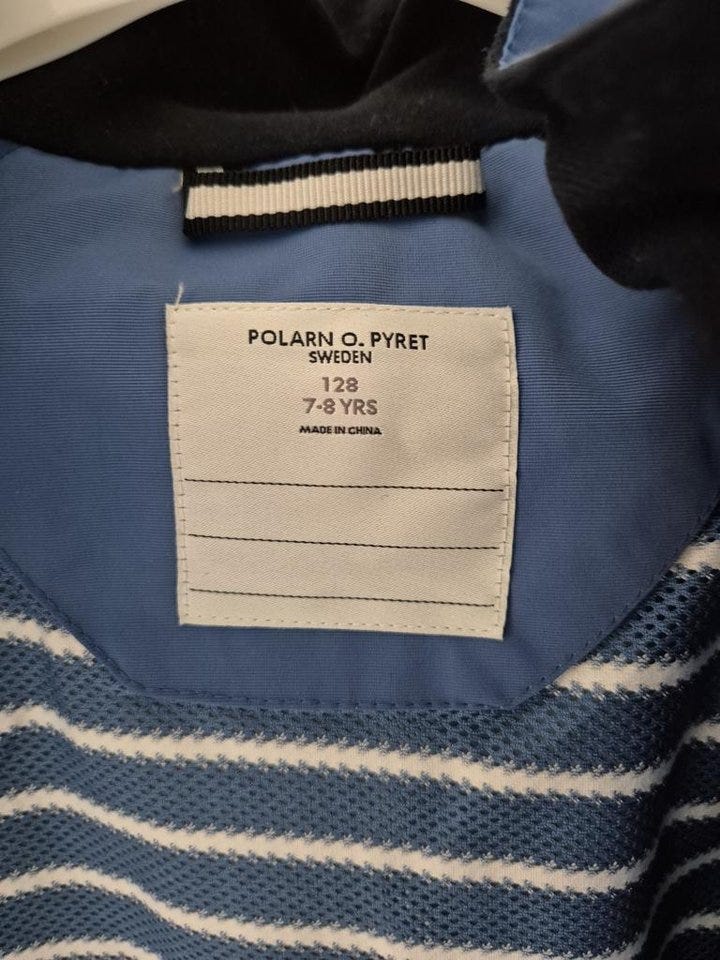 POLARN O. PYRET
SWEDEN
128
7-8 YRS
MADE IN CHINA